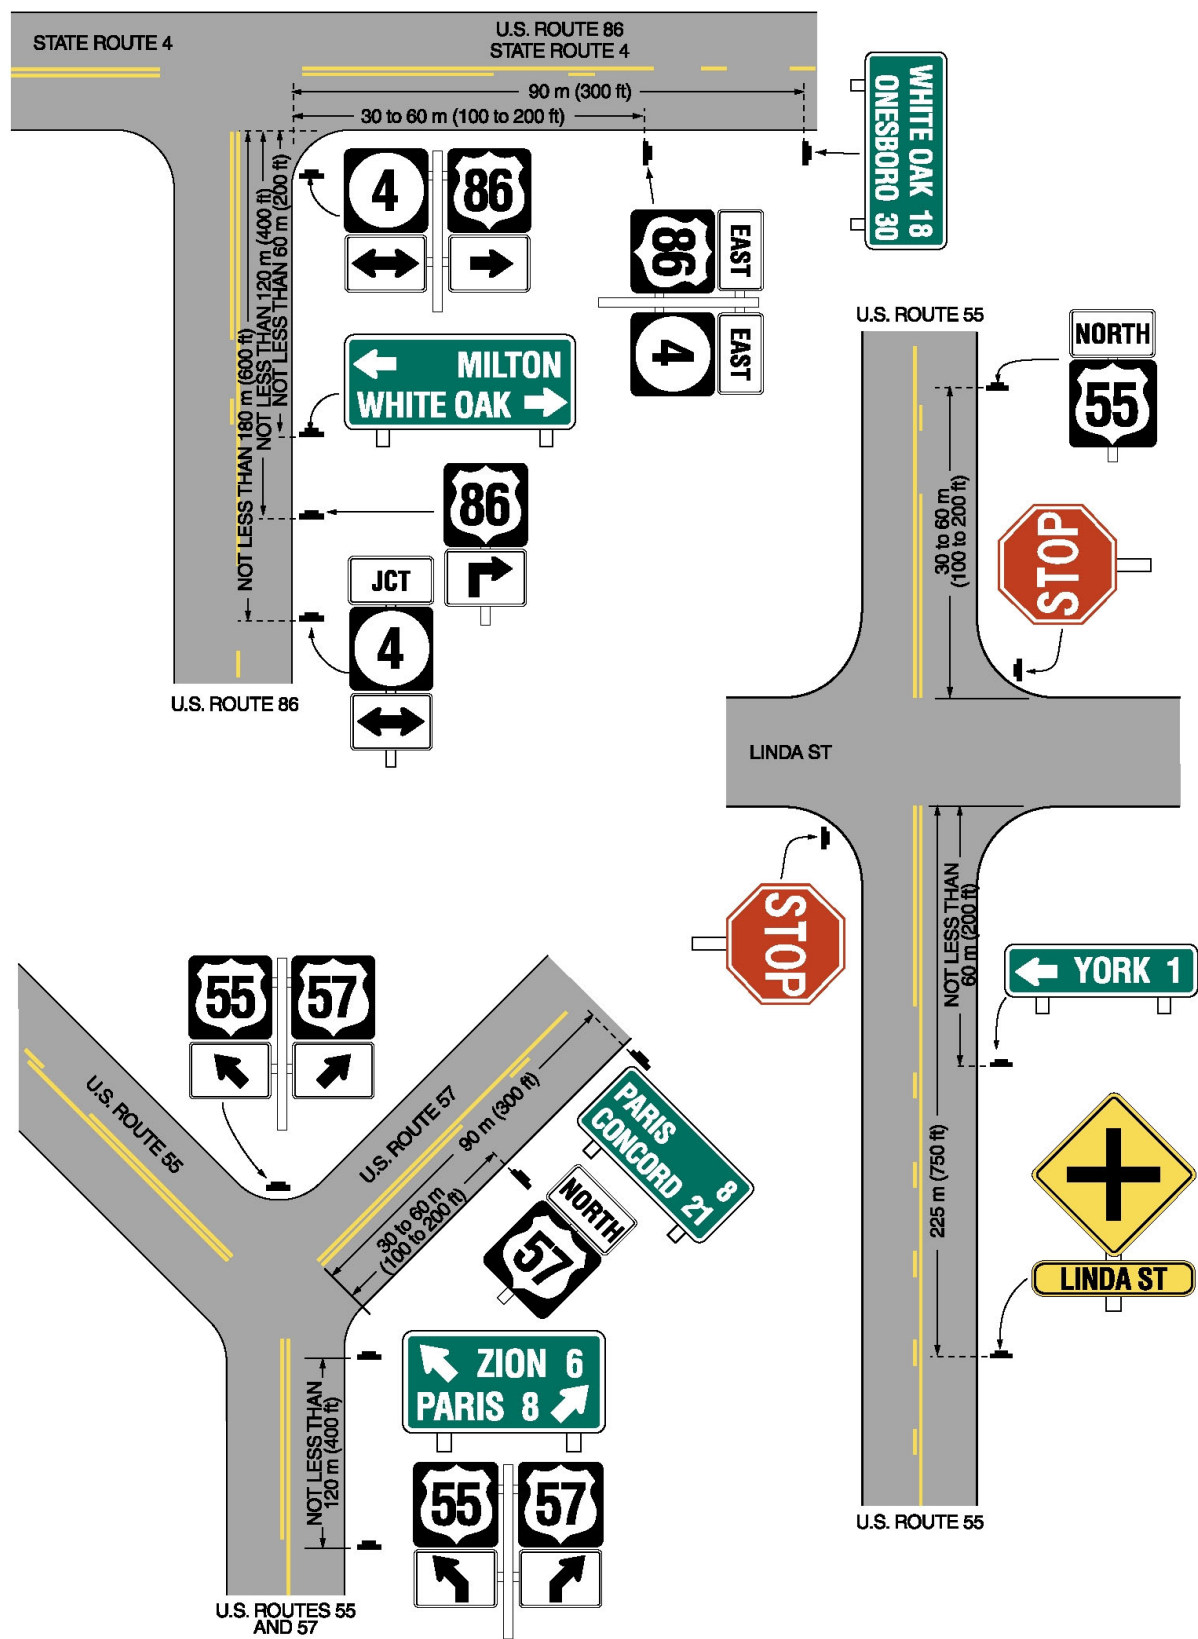 STATE ROUTE 4
U.S. ROUTE 86
STATE ROUTE 4
90 m (300 ft)
30 to 60 m (100 to 200 ft)
WHITE OAK 18
ONESBORO 30
NOT LESS THAN 180 m (600 ft)
NOT LESS THAN 120 m (400 ft)
NOT LESS THAN 60 m (200 ft)
4
86
86
EAST
4
EAST
MILTON
WHITE OAK
86
JCT
4
U.S. ROUTE 86
U.S. ROUTE 55
NORTH
55
30 to 60 m
(100 to 200 ft)
STOP
LINDA ST
STOP
NOT LESS THAN
60 m (200 ft)
YORK 1
225 m (750 ft)
LINDA ST
U.S. ROUTE 55
55
57
U.S. ROUTE 55
U.S. ROUTE 57
90 m (300 ft)
30 to 60 m
(100 to 200 ft)
PARIS 8
CONCORD 21
NORTH
57
ZION 6
PARIS 8
NOT LESS THAN
120 m (400 ft)
55
57
U.S. ROUTES 55
AND 57